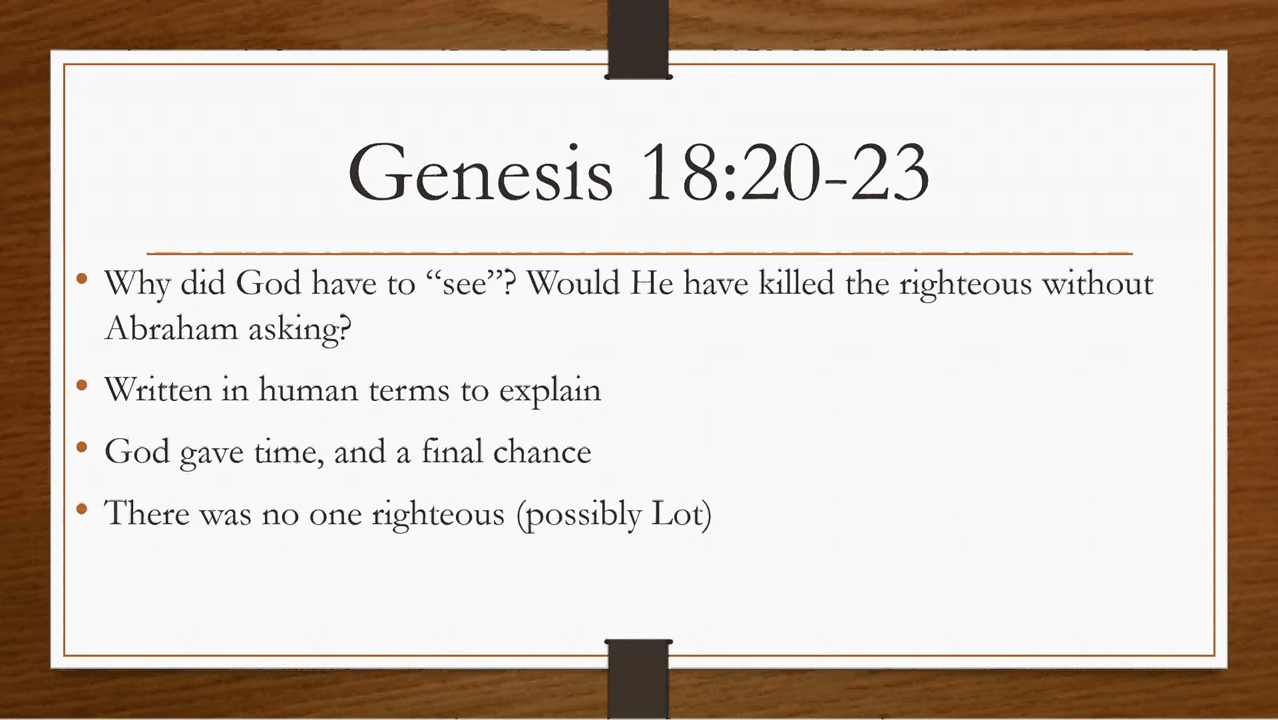 Genesis 18:20-23
• Why did God have to “see”? Would He have killed the righteous without
Abraham asking?
• Written in human terms to explain
• God gave time, and a final chance
• There was no one righteous (possibly Lot)